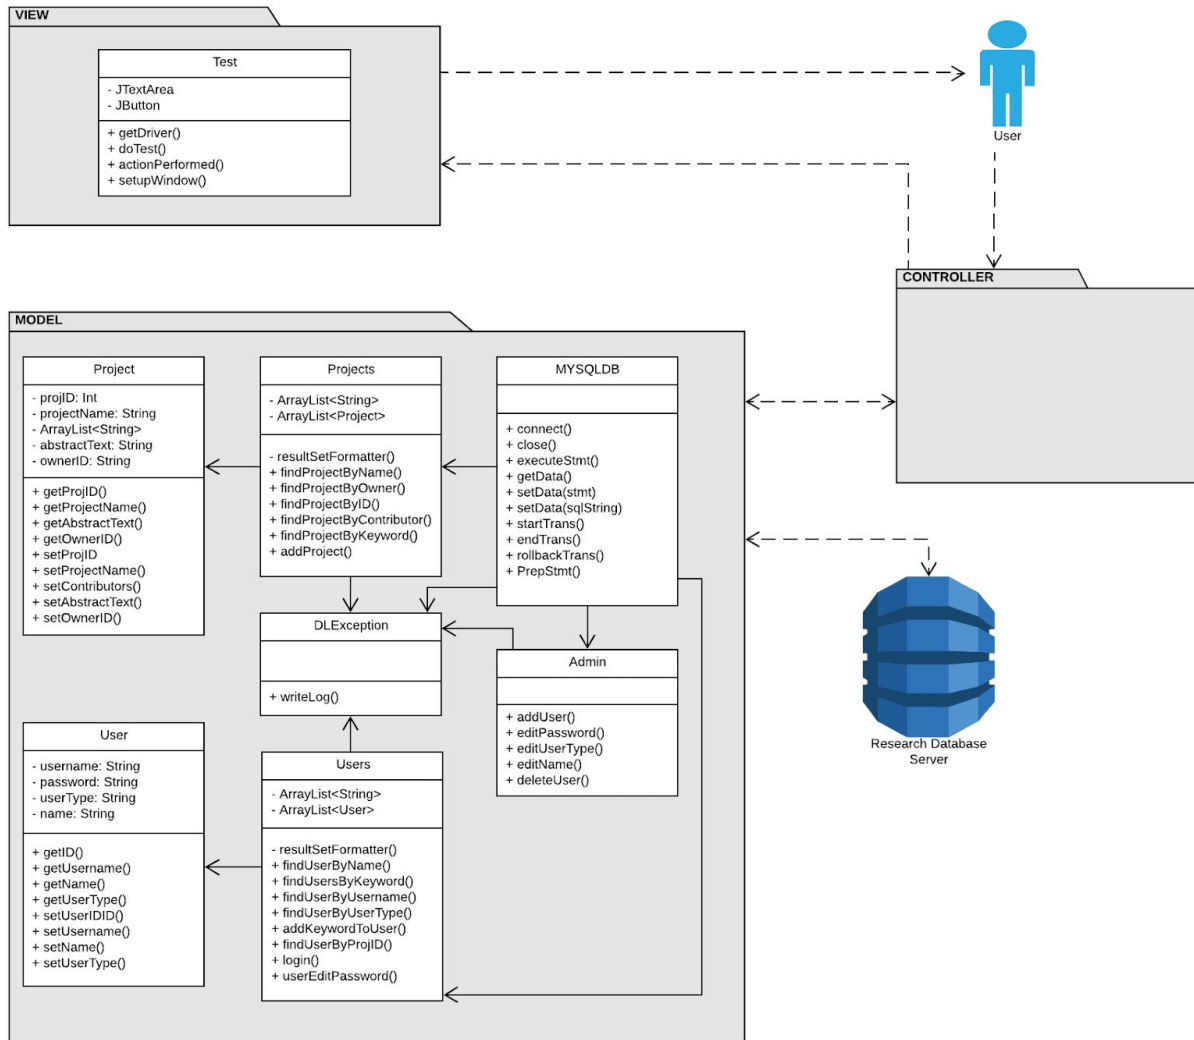 VIEW
Test
- JTextArea
- JButton
+ getDriver()
+ doTest()
+ actionPerformed()
+ setupWindow()
User
CONTROLLER
MODEL
Project
- projID: Int
- projectName: String
- ArrayList<String>
- abstractText: String
- ownerID: String
+ getProjID()
+ getProjectName()
+ getAbstractText()
+ getOwnerID()
+ setProjID
+ setProjectName()
+ setContributors()
+ setAbstractText()
+ setOwnerID()
Projects
- ArrayList<String>
- ArrayList<Project>
- resultSetFormatter()
+ findProjectByName()
+ findProjectByOwner()
+ findProjectByID()
+ findProjectByContributor()
+ findProjectByKeyword()
+ addProject()
MYSQLDB
+ connect()
+ close()
+ executeStmt()
+ getData()
+ setData(stmt)
+ setData(sqlString)
+ startTrans()
+ endTrans()
+ rollbackTrans()
+ PrepStmt()
DLException
+ writeLog()
Admin
+ addUser()
+ editPassword()
+ editUserType()
+ editName()
+ deleteUser()
User
- username: String
- password: String
- userType: String
- name: String
+ getID()
+ getUsername()
+ getName()
+ getUserType()
+ setUserIDID()
+ setUsername()
+ setName()
+ setUserType()
Users
- ArrayList<String>
- ArrayList<User>
- resultSetFormatter()
+ findUserByName()
+ findUsersByKeyword()
+ findUserByUsername()
+ findUserByUserType()
+ addKeywordToUser()
+ findUserByProjID()
+ login()
+ userEditPassword()
Research Database
Server